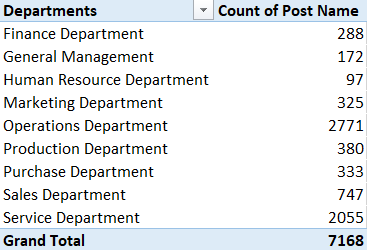 Departments Count of Post Name
Finance Department 288
General Management 172
Human Resource Department 97
Marketing Department 325
Operations Department 2771
Production Department 380
Purchase Department 333
Sales Department 747
Service Department 2055
Grand Total 7168